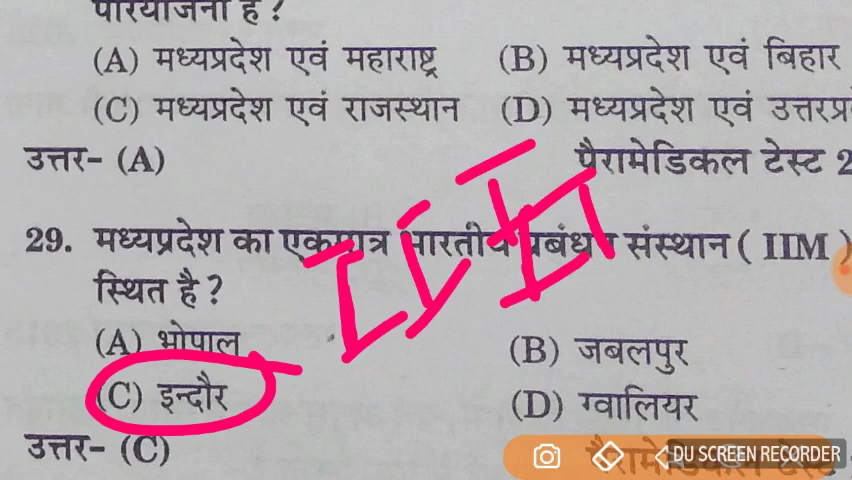 परियोजना है ?
(A) मध्यप्रदेश एवं महाराष्ट्र (B) मध्यप्रदेश एवं बिहार
(C) मध्यप्रदेश एवं राजस्थान (D) मध्यप्रदेश एवं उत्तरप्र
उत्तर- (A) पैरामेडिकल टेस्ट 2
29. मध्यप्रदेश का एकमात्र भारतीय प्रबंधन संस्थान ( IIM )
स्थित है ?
(A) भोपाल (B) जबलपुर
(C) इन्दौर (D) ग्वालियर
उत्तर- (C) पैरामेडिकल टेस्ट
DU SCREEN RECORDER